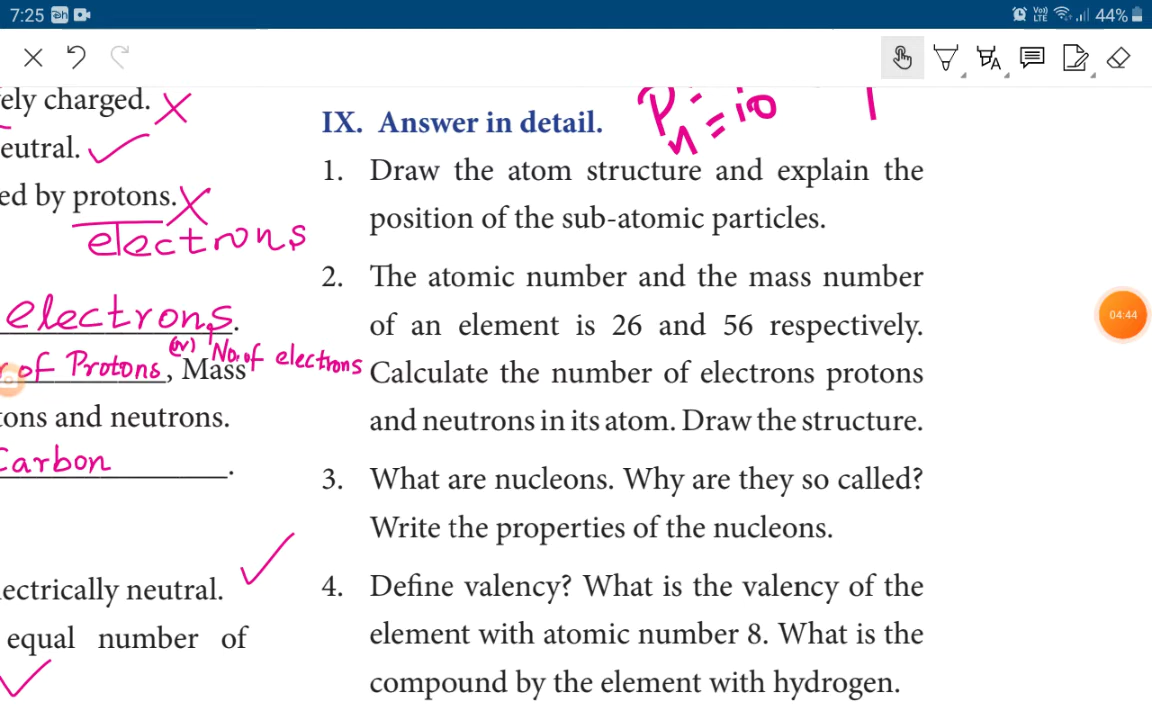 7:25
Vo))
LTE
44%
ely charged.
eutral.
ed by protons.
electrons
electrons.
of Protons (or) No. of electrons, Mass
tons and neutrons.
Carbon.
lectrically neutral.
equal number of
IX. Answer in detail.
P
n = 10
1. Draw the atom structure and explain the
position of the sub-atomic particles.
2. The atomic number and the mass number
of an element is 26 and 56 respectively.
Calculate the number of electrons protons
and neutrons in its atom. Draw the structure.
3. What are nucleons. Why are they so called?
Write the properties of the nucleons.
4. Define valency? What is the valency of the
element with atomic number 8. What is the
compound by the element with hydrogen.
04:44